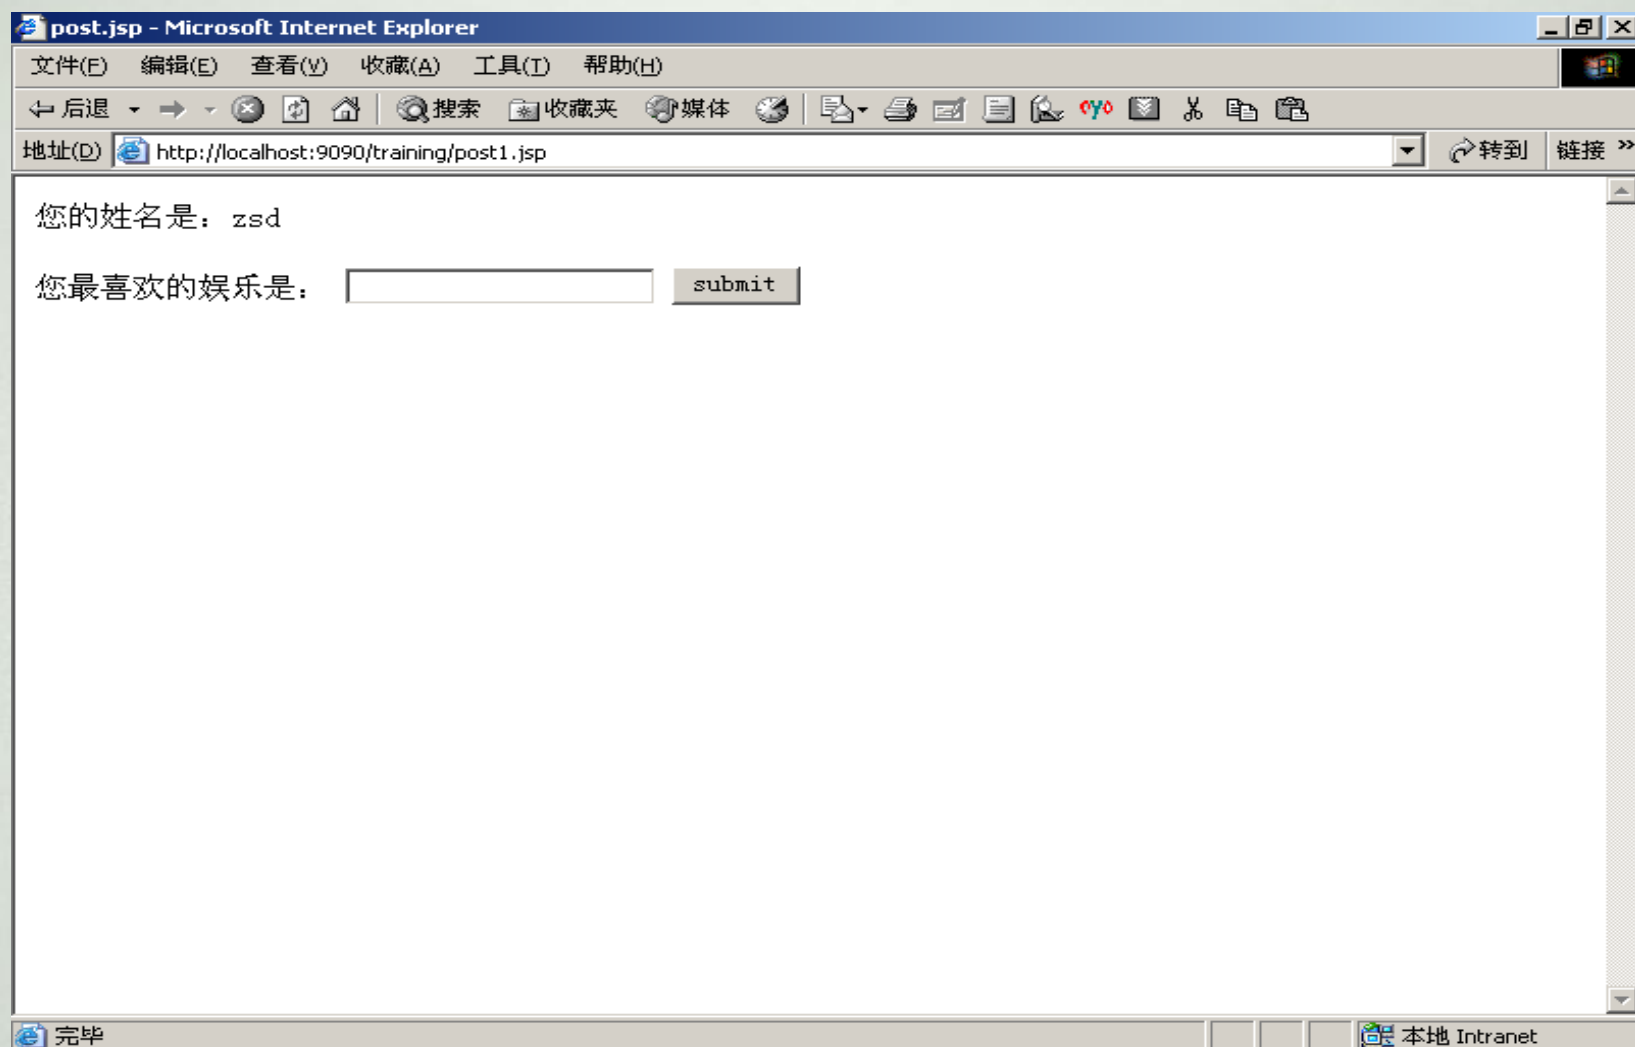 post.jsp - Microsoft Internet Explorer
文件(F) 编辑(E) 查看(V) 收藏(A) 工具(T) 帮助(H)
后退 搜索 收藏夹 媒体
地址(D) http://localhost:9090/training/post1.jsp 转到 链接 »
您的姓名是：zsd
您最喜欢的娱乐是： submit
完毕 本地 Intranet